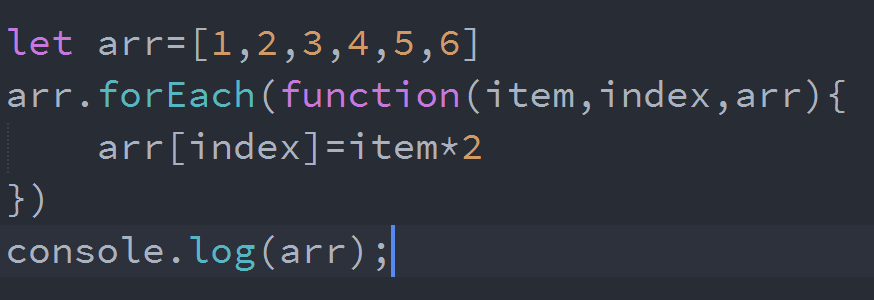 let arr=[1,2,3,4,5,6]
arr.forEach(function(item,index,arr){
    arr[index]=item*2
})
console.log(arr);